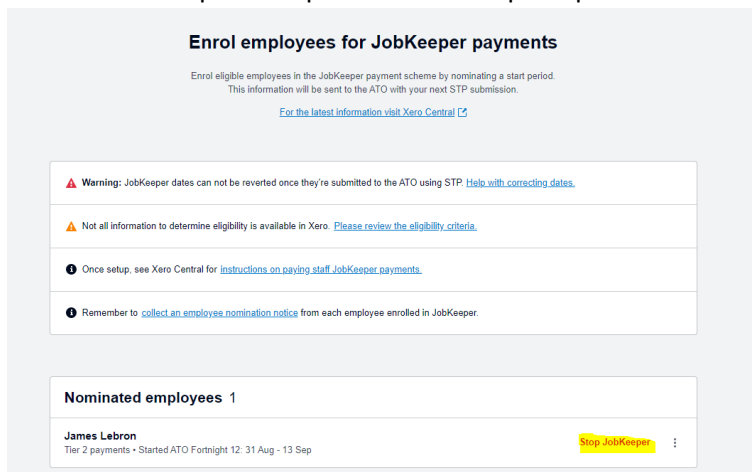 Enrol employees for JobKeeper payments
Enrol eligible employees in the JobKeeper payment scheme by nominating a start period.
This information will be sent to the ATO with your next STP submission.
For the latest information visit Xero Central
Warning: JobKeeper dates can not be reverted once they're submitted to the ATO using STP. Help with correcting dates.
Not all information to determine eligibility is available in Xero. Please review the eligibility criteria.
Once setup, see Xero Central for instructions on paying staff JobKeeper payments.
Remember to collect an employee nomination notice from each employee enrolled in JobKeeper.
Nominated employees 1
James Lebron
Stop JobKeeper
Tier 2 payments • Started ATO Fortnight 12: 31 Aug - 13 Sep